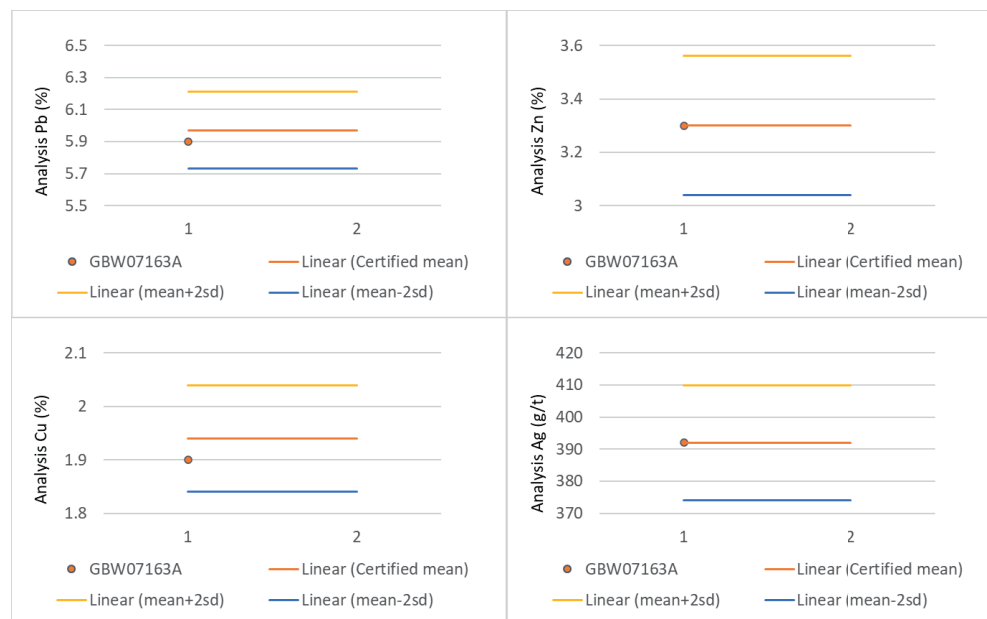 6.5
6.3
6.1
5.9
5.7
5.5
Analysis Pb (%)
1 2
GBW07163A Linear (Certified mean)
Linear (mean+2sd) Linear (mean-2sd)
3.6
3.4
3.2
3
Analysis Zn (%)
1 2
GBW07163A Linear (Certified mean)
Linear (mean+2sd) Linear (mean-2sd)
2.1
2
1.9
1.8
Analysis Cu (%)
1 2
GBW07163A Linear (Certified mean)
Linear (mean+2sd) Linear (mean-2sd)
420
410
400
390
380
370
Analysis Ag (g/t)
1 2
GBW07163A Linear (Certified mean)
Linear (mean+2sd) Linear (mean-2sd)